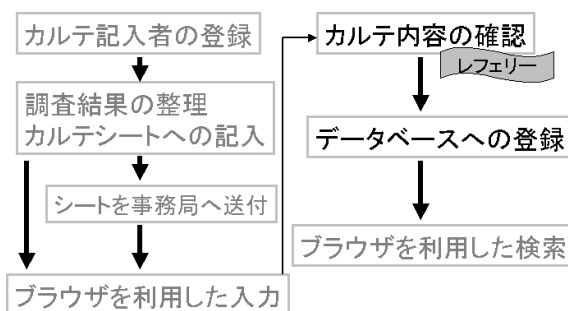 カルテ記入者の登録
調査結果の整理
カルテシートへの記入
シートを事務局へ送付
ブラウザを利用した入力
カルテ内容の確認
レフェリー
データベースへの登録
ブラウザを利用した検索